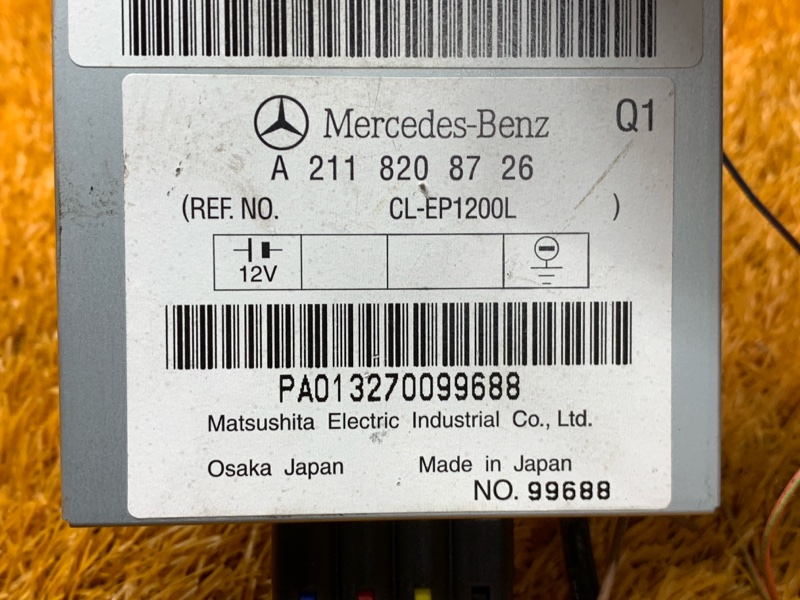 Mercedes-Benz Q1
A 211 820 87 26
(REF. NO. CL-EP1200L )
12V
PA013270099688
Matsushita Electric Industrial Co., Ltd.
Osaka Japan Made in Japan
NO. 99688